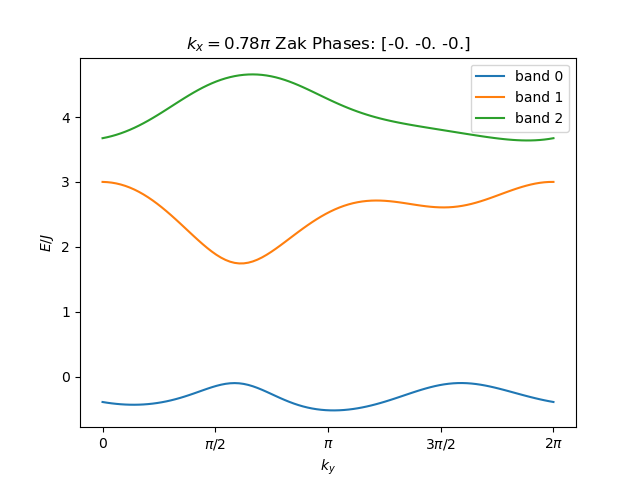 $k_x = 0.78\pi$ Zak Phases: [-0. -0. -0.]
band 0
band 1
band 2
E/J
4
3
2
1
0
0
π/2
π
3π/2
2π
$k_y$